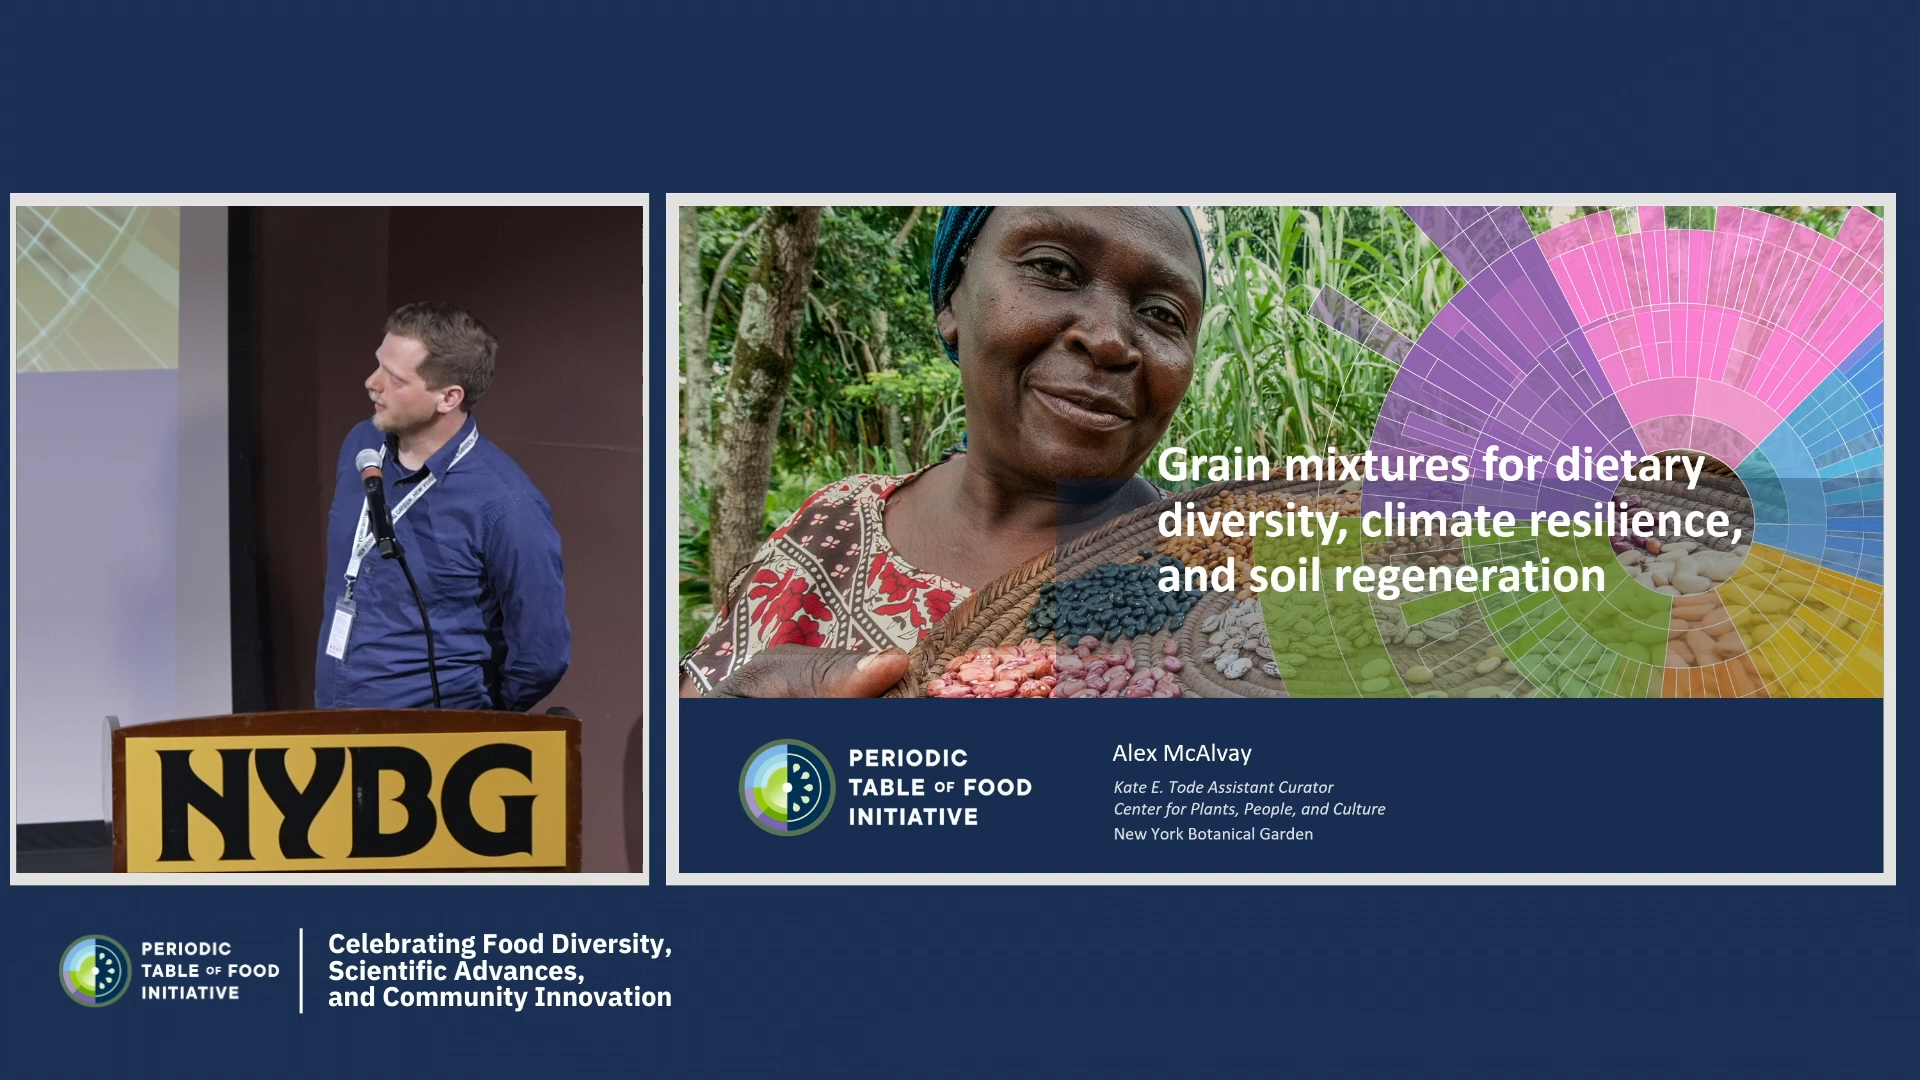 Grain mixtures for dietary
diversity, climate resilience,
and soil regeneration
NYBG
PERIODIC
TABLE OF FOOD
INITIATIVE
Alex McAlvay
Kate E. Tode Assistant Curator
Center for Plants, People, and Culture
New York Botanical Garden
PERIODIC
TABLE OF FOOD
INITIATIVE
Celebrating Food Diversity,
Scientific Advances,
and Community Innovation